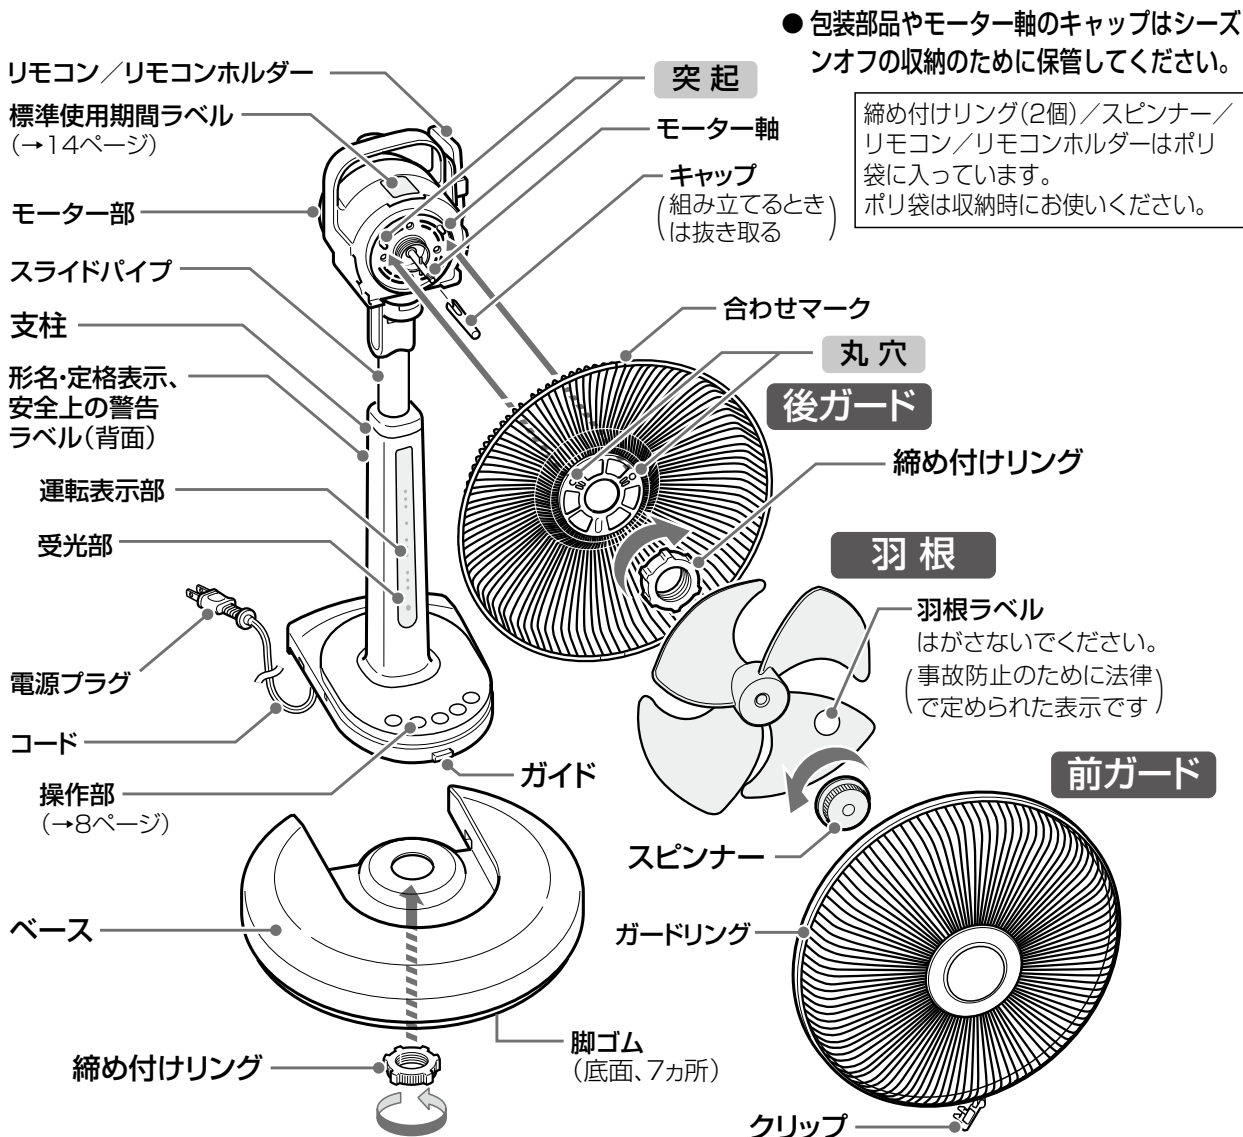 ● 包装部品やモーター軸のキャップはシーズ
ンオフの収納のために保管してください。
締め付けリング(2個)／スピンナー／
リモコン／リモコンホルダーはポリ
袋に入っています。
ポリ袋は収納時にお使いください。
リモコン／リモコンホルダー
標準使用期間ラベル
(→14ページ)
モーター部
スライドパイプ
支柱
形名・定格表示、
安全上の警告
ラベル(背面)
運転表示部
受光部
電源プラグ
コード
操作部
(→8ページ)
ベース
締め付けリング
突 起
モーター軸
キャップ
(組み立てるとき
は抜き取る)
合わせマーク
丸 穴
後ガード
締め付けリング
羽 根
羽根ラベル
はがさないでください。
(事故防止のために法律
で定められた表示です)
ガイド
スピンナー
前ガード
ガードリング
脚ゴム
(底面、7ヵ所)
クリップ